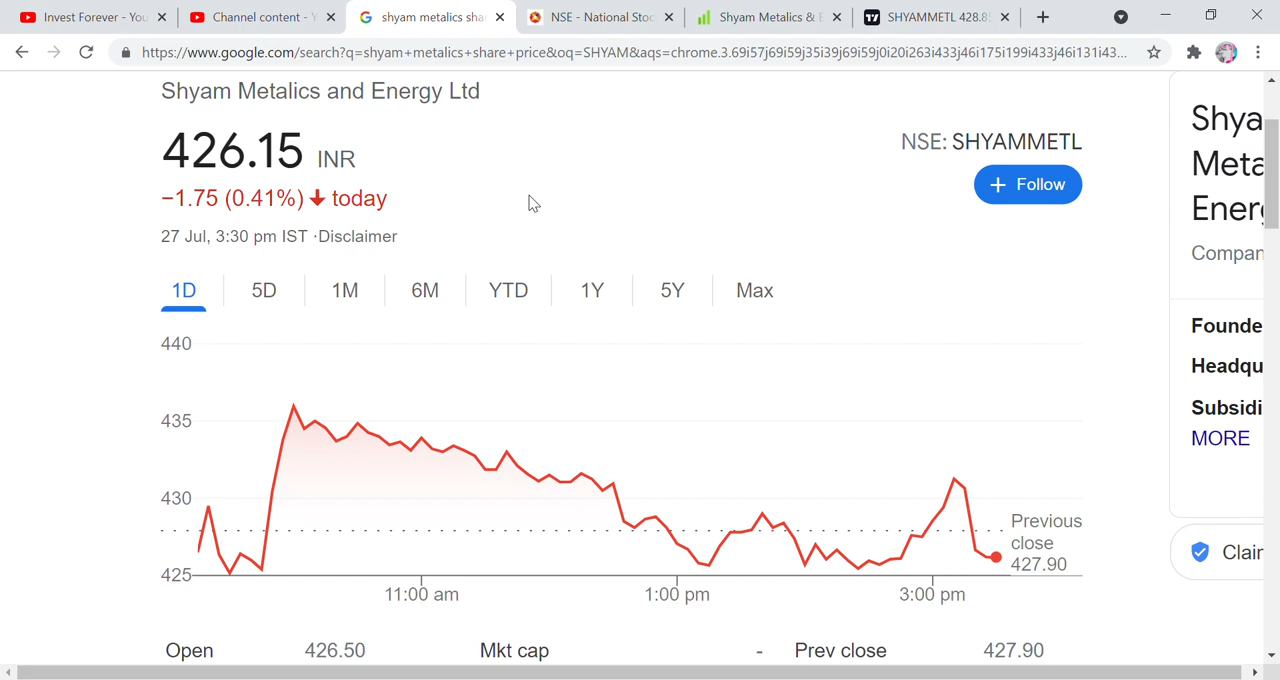 Invest Forever - You
Channel content - Y
shyam metalics sha
NSE - National Stoc
Shyam Metalics & E
SHYAMMETL 428.8
https://www.google.com/search?q=shyam+metalics+share+price&oq=SHYAM&aqs=chrome.3.69i57j69i59j35i39j69i59j0i20i263i433j46i175i199i433j46i131i43...
Shyam Metalics and Energy Ltd
426.15 INR
−1.75 (0.41%) today
27 Jul, 3:30 pm IST ·Disclaimer
NSE: SHYAMMETL
+ Follow
1D 5D 1M 6M YTD 1Y 5Y Max
440
435
430
425
Previous
close
427.90
11:00 am 1:00 pm 3:00 pm
Open 426.50 Mkt cap - Prev close 427.90
Shya
Meta
Energ
Compan
Founde
Headqu
Subsidi
MORE
Clair